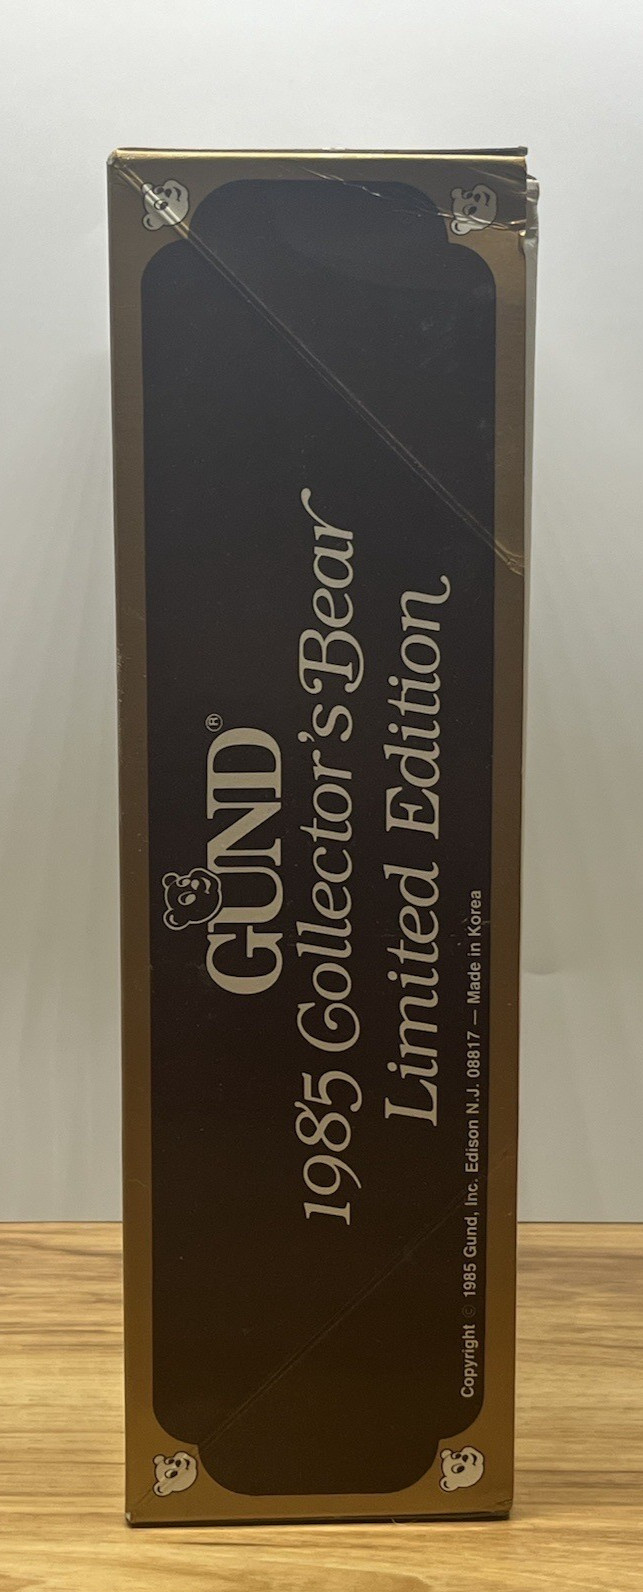 GUND®
1985 Collector's Bear
Limited Edition
Copyright © 1985 Gund, Inc. Edison N.J. 08817 — Made in Korea